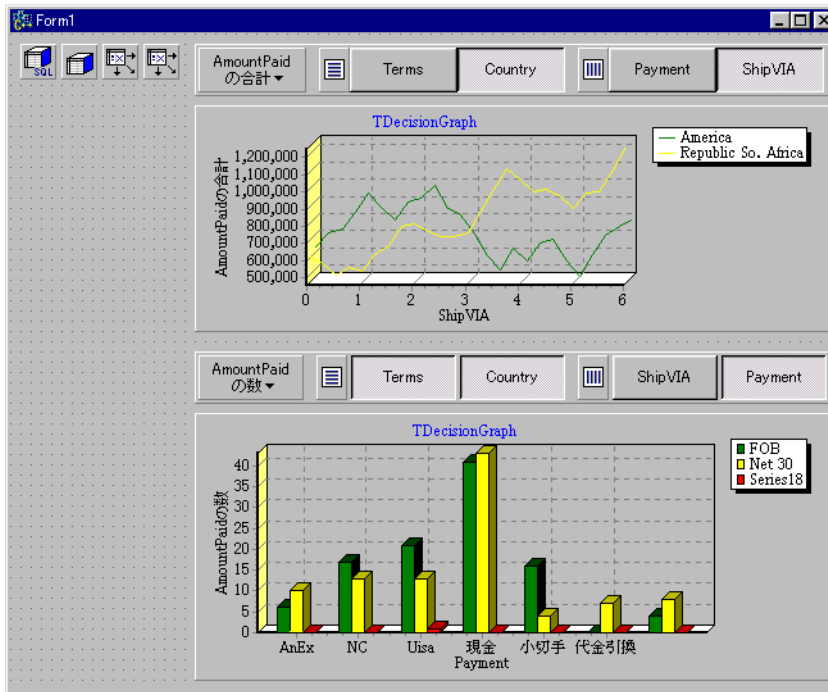 Form1
SQL
AmountPaid
の合計
Terms
Country
Payment
ShipVIA
TDecisionGraph
America
Republic So. Africa
AmountPaidの合計
1,200,000
1,100,000
1,000,000
900,000
800,000
700,000
600,000
500,000
0 1 2 3 4 5 6
ShipVIA
AmountPaid
の数
Terms
Country
ShipVIA
Payment
TDecisionGraph
FOB
Net 30
Series18
AmountPaidの数
40
35
30
25
20
15
10
5
0
AnEx NC Uisa 現金 小切手 代金引換
Payment